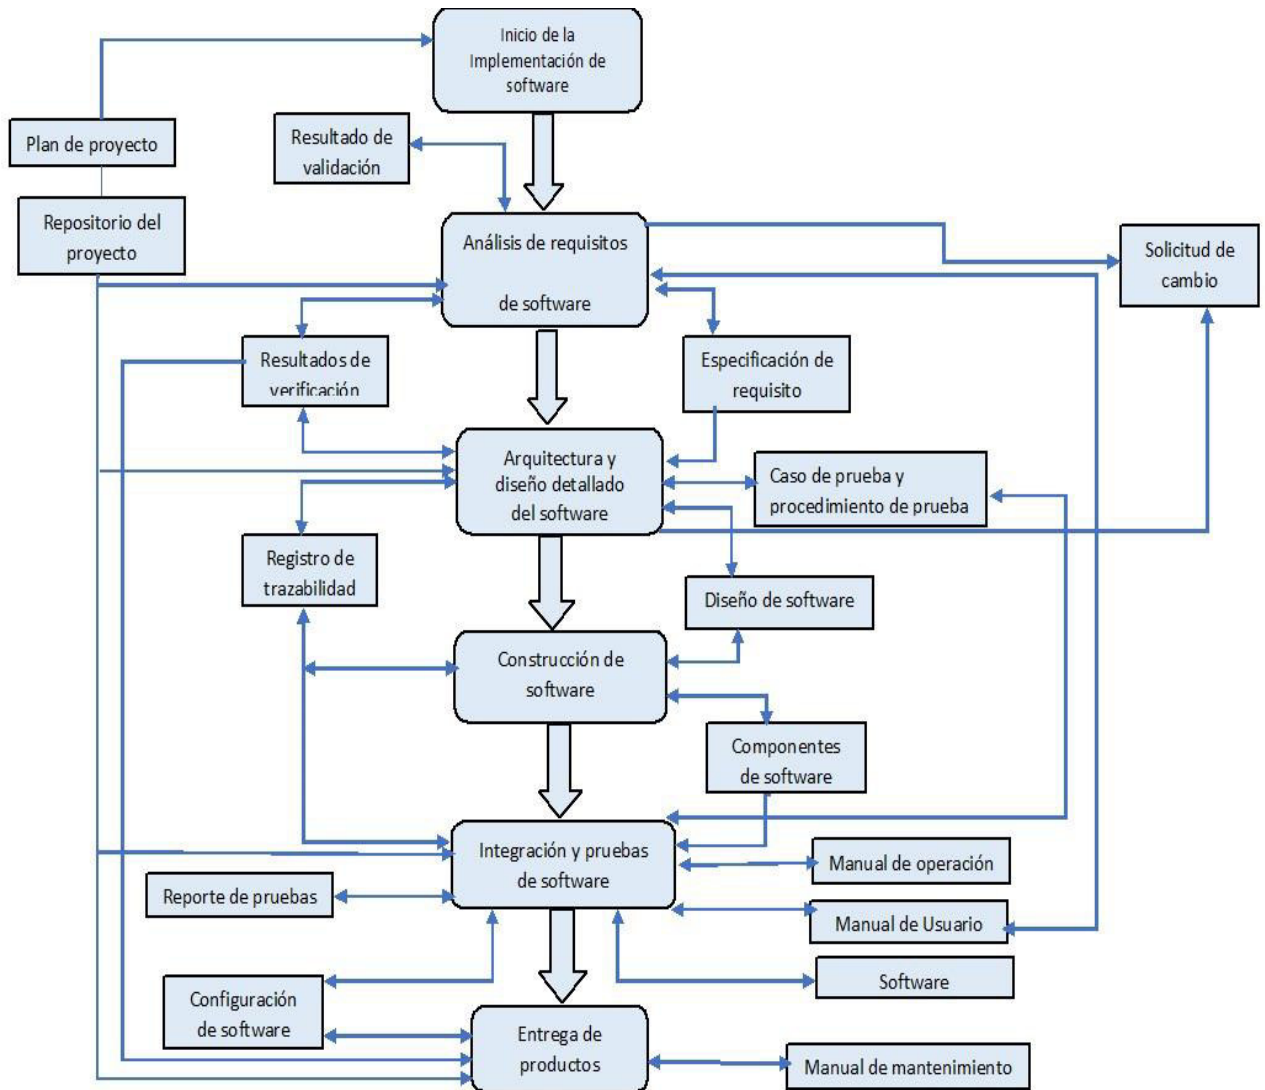 Inicio de la
Implementación de
software
Plan de proyecto
Resultado de
validación
Repositorio del
proyecto
Análisis de requisitos
de software
Solicitud de
cambio
Resultados de
verificación
Especificación de
requisito
Arquitectura y
diseño detallado
del software
Caso de prueba y
procedimiento de prueba
Registro de
trazabilidad
Diseño de software
Construcción de
software
Componentes
de software
Integración y pruebas
de software
Manual de operación
Reporte de pruebas
Manual de Usuario
Software
Configuración
de software
Entrega de
productos
Manual de mantenimiento